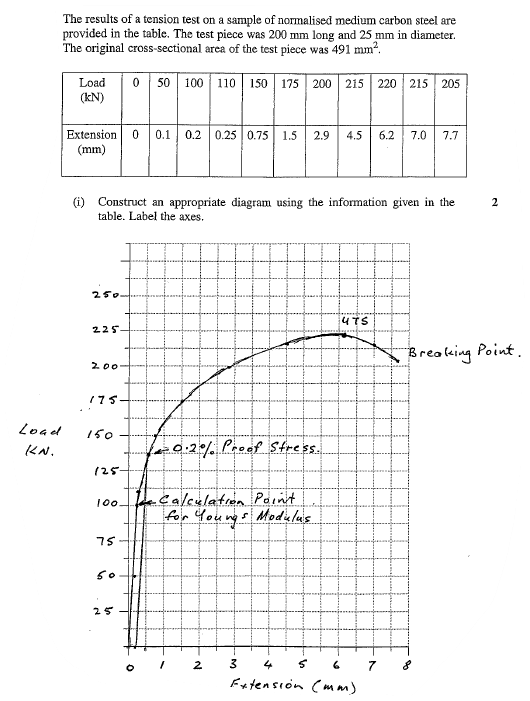 The results of a tension test on a sample of normalised medium carbon steel are
provided in the table. The test piece was 200 mm long and 25 mm in diameter.
The original cross-sectional area of the test piece was 491 mm².
Load (kN) 0 50 100 110 150 175 200 215 220 215 205
Extension (mm) 0 0.1 0.2 0.25 0.75 1.5 2.9 4.5 6.2 7.0 7.7
(i) Construct an appropriate diagram using the information given in the 2
table. Label the axes.
250
UTS
225
Breaking Point.
200
175
Load
KN.
150
0.2% Proof Stress.
125
100
Calculation Point
for Youngs Modulus
75
50
25
0 1 2 3 4 5 6 7 8
Extension (mm)